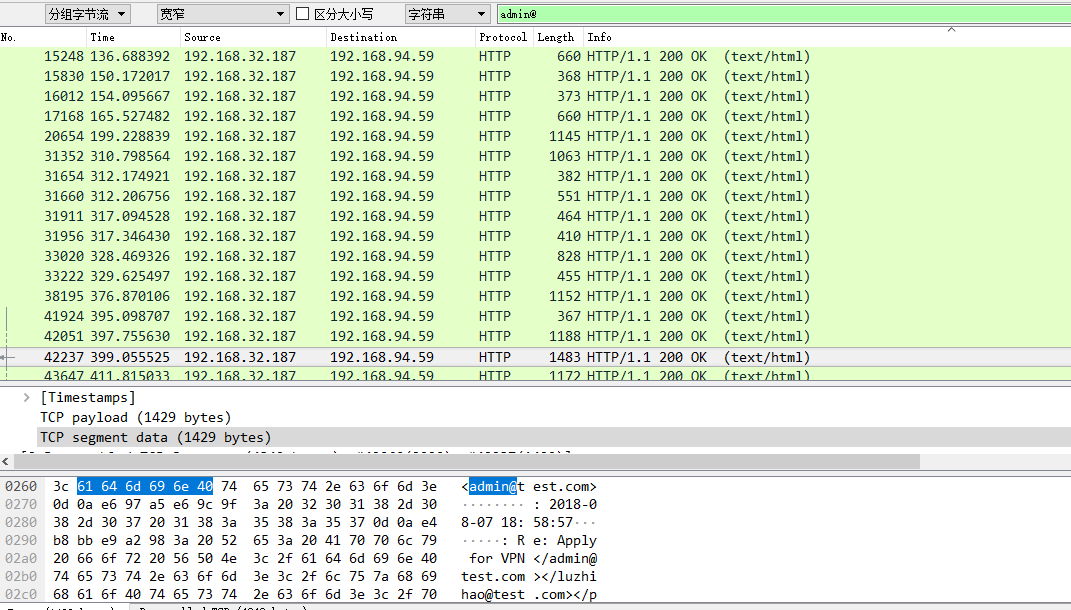 分组字节流 宽窄 区分大小写 字符串 admin@
No. Time Source Destination Protocol Length Info
15248 136.688392 192.168.32.187 192.168.94.59 HTTP 660 HTTP/1.1 200 OK (text/html)
15830 150.172017 192.168.32.187 192.168.94.59 HTTP 368 HTTP/1.1 200 OK (text/html)
16012 154.095667 192.168.32.187 192.168.94.59 HTTP 373 HTTP/1.1 200 OK (text/html)
17168 165.527482 192.168.32.187 192.168.94.59 HTTP 660 HTTP/1.1 200 OK (text/html)
20654 199.228839 192.168.32.187 192.168.94.59 HTTP 1145 HTTP/1.1 200 OK (text/html)
31352 310.798564 192.168.32.187 192.168.94.59 HTTP 1063 HTTP/1.1 200 OK (text/html)
31654 312.174921 192.168.32.187 192.168.94.59 HTTP 382 HTTP/1.1 200 OK (text/html)
31660 312.206756 192.168.32.187 192.168.94.59 HTTP 551 HTTP/1.1 200 OK (text/html)
31911 317.094528 192.168.32.187 192.168.94.59 HTTP 464 HTTP/1.1 200 OK (text/html)
31956 317.346430 192.168.32.187 192.168.94.59 HTTP 410 HTTP/1.1 200 OK (text/html)
33020 328.469326 192.168.32.187 192.168.94.59 HTTP 828 HTTP/1.1 200 OK (text/html)
33222 329.625497 192.168.32.187 192.168.94.59 HTTP 455 HTTP/1.1 200 OK (text/html)
38195 376.870106 192.168.32.187 192.168.94.59 HTTP 1152 HTTP/1.1 200 OK (text/html)
41924 395.098707 192.168.32.187 192.168.94.59 HTTP 367 HTTP/1.1 200 OK (text/html)
42051 397.755630 192.168.32.187 192.168.94.59 HTTP 1188 HTTP/1.1 200 OK (text/html)
42237 399.055525 192.168.32.187 192.168.94.59 HTTP 1483 HTTP/1.1 200 OK (text/html)
43647 411.815033 192.168.32.187 192.168.94.59 HTTP 1172 HTTP/1.1 200 OK (text/html)
[Timestamps]
TCP payload (1429 bytes)
TCP segment data (1429 bytes)
0260 3c 61 64 6d 69 6e 40 74 65 73 74 2e 63 6f 6d 3e <admin@t est.com>
0270 0d 0a e6 97 a5 e6 9c 9f 3a 20 32 30 31 38 2d 30 ········ : 2018-0
0280 38 2d 30 37 20 31 38 3a 35 38 3a 35 37 0d 0a e4 8-07 18: 58:57···
0290 b8 bb e9 a2 98 3a 20 52 65 3a 20 41 70 70 6c 79 ·····: R e: Apply
02a0 20 66 6f 72 20 56 50 4e 3c 2f 61 64 6d 69 6e 40 for VPN </admin@
02b0 74 65 73 74 2e 63 6f 6d 3e 3c 2f 6c 75 7a 68 69 test.com ></luzhi
02c0 68 61 6f 40 74 65 73 74 2e 63 6f 6d 3e 3c 2f 70 hao@test .com></p